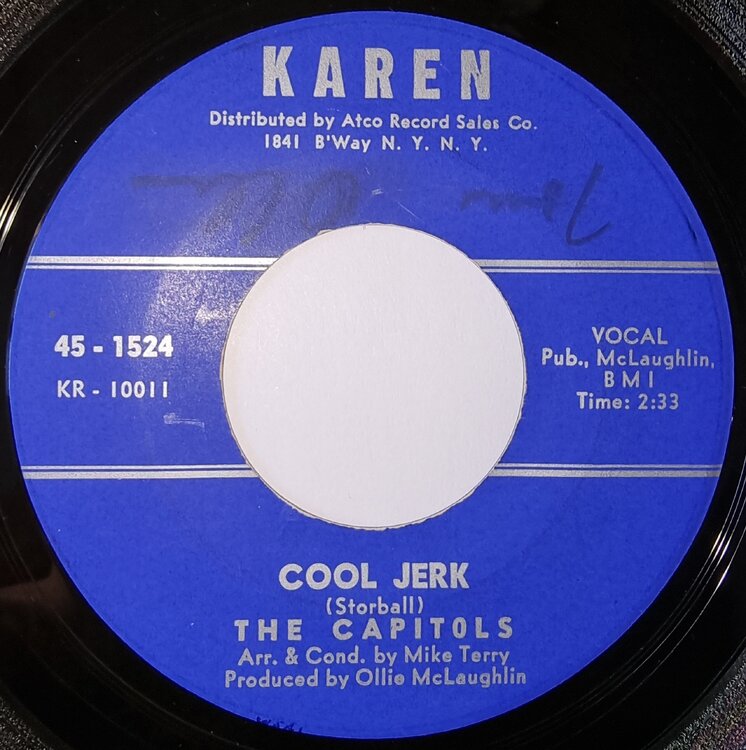 KAREN
Distributed by Atco Record Sales Co.
1841 B'Way N. Y. N. Y.
45 - 1524
KR - 10011
VOCAL
Pub., McLaughlin,
BMI
Time: 2:33
COOL JERK
(Storball)
THE CAPITOLS
Arr. & Cond. by Mike Terry
Produced by Ollie McLaughlin